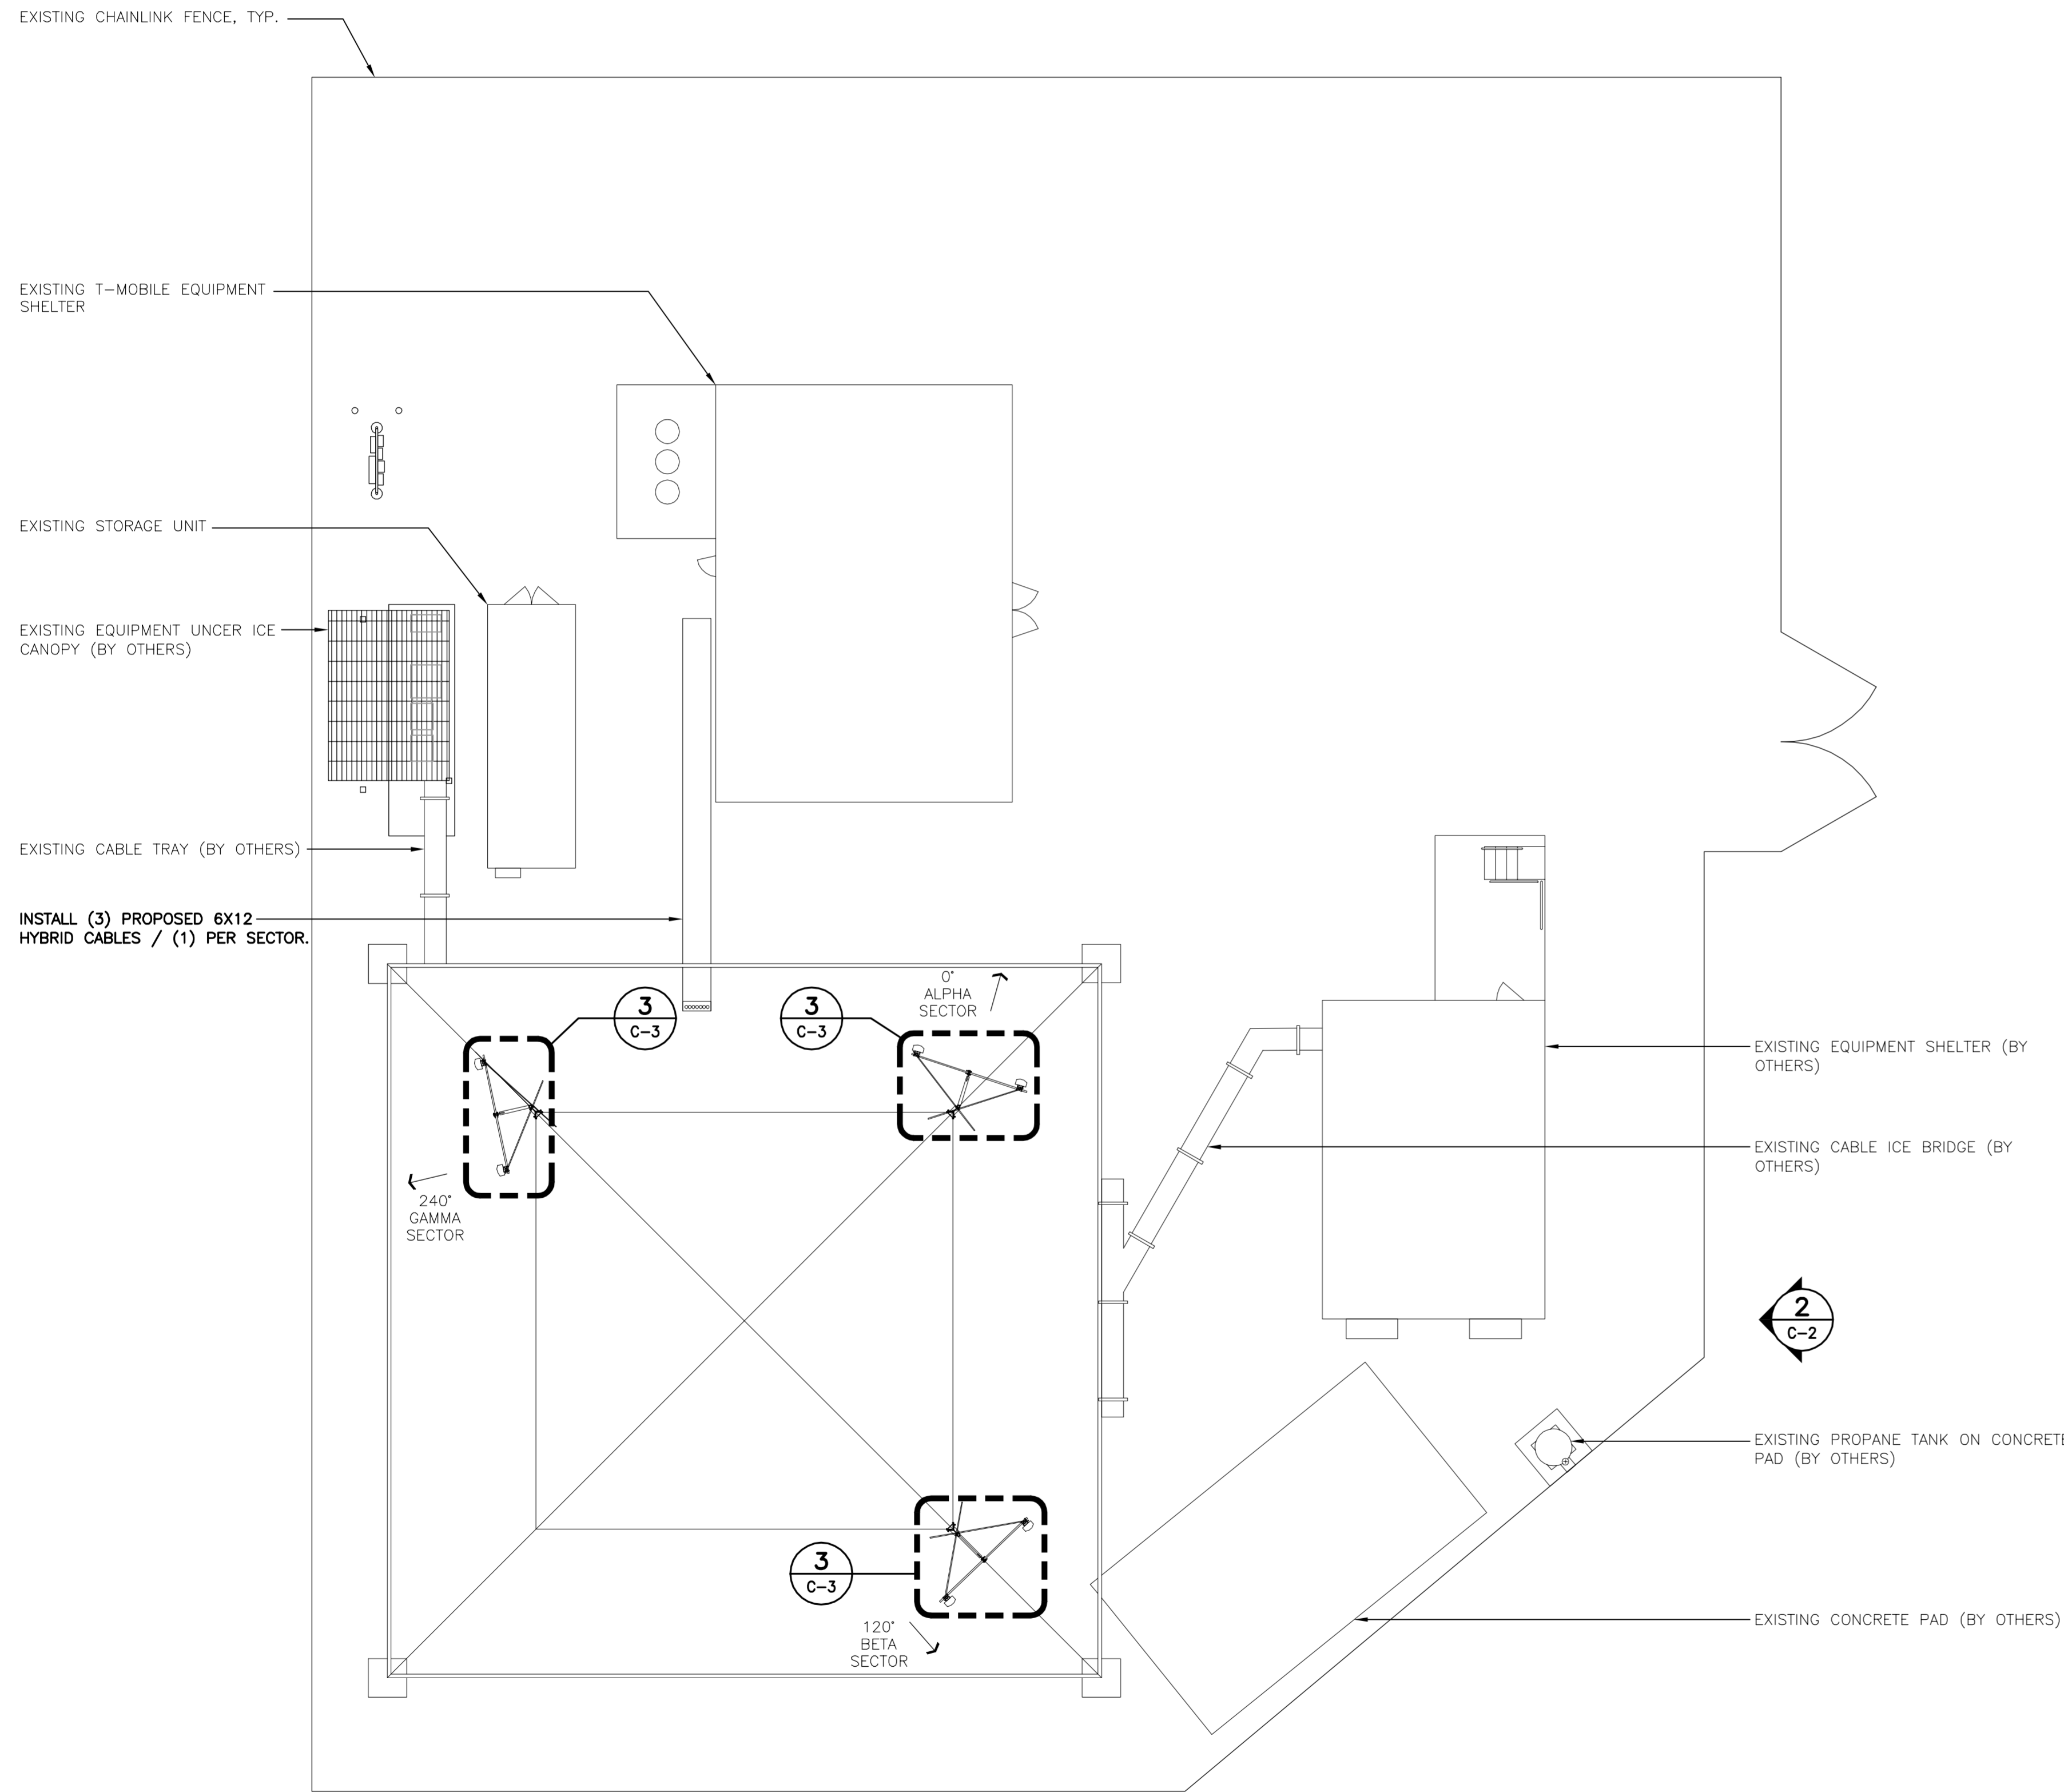 EXISTING CHAINLINK FENCE, TYP.
EXISTING T-MOBILE EQUIPMENT
SHELTER
EXISTING STORAGE UNIT
EXISTING EQUIPMENT UNCER ICE
CANOPY (BY OTHERS)
EXISTING CABLE TRAY (BY OTHERS)
INSTALL (3) PROPOSED 6X12
HYBRID CABLES / (1) PER SECTOR.
3
C-3
3
C-3
0°
ALPHA
SECTOR
240°
GAMMA
SECTOR
3
C-3
120°
BETA
SECTOR
EXISTING EQUIPMENT SHELTER (BY
OTHERS)
EXISTING CABLE ICE BRIDGE (BY
OTHERS)
2
C-2
EXISTING PROPANE TANK ON CONCRETE
PAD (BY OTHERS)
EXISTING CONCRETE PAD (BY OTHERS)